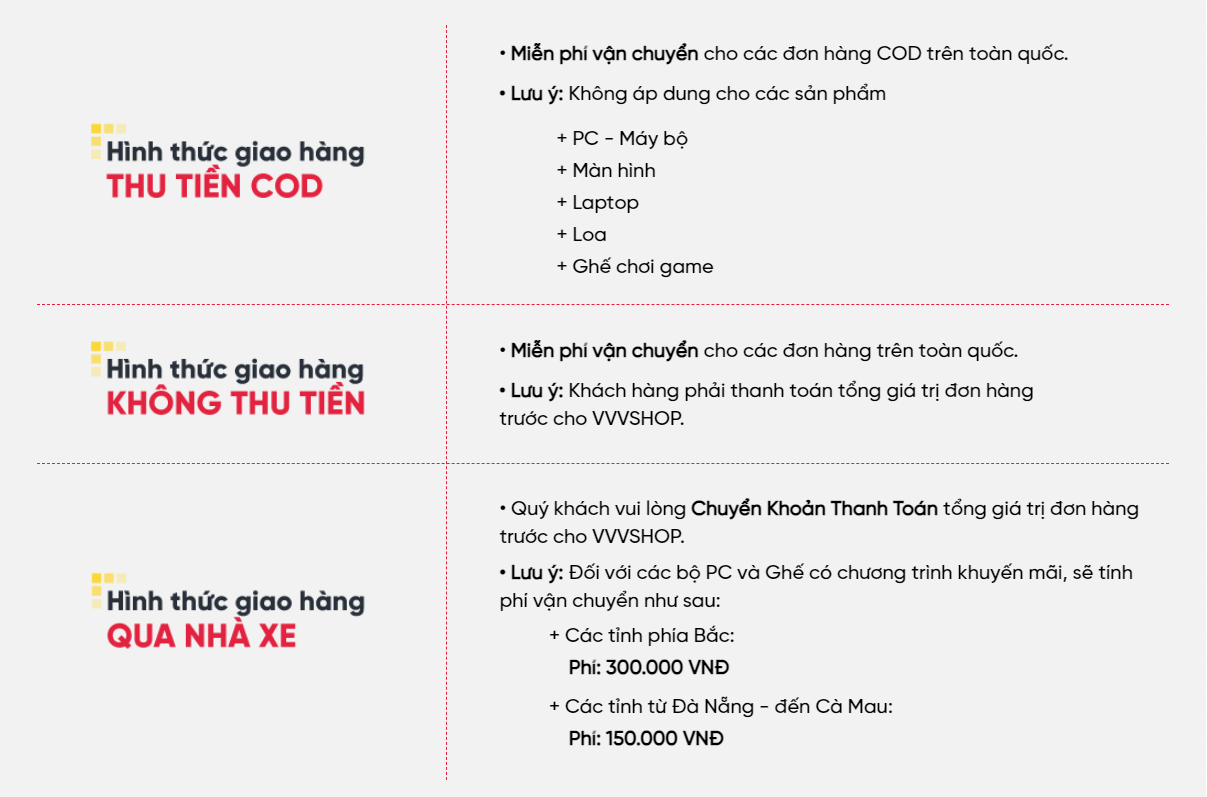 Hình thức giao hàng
THU TIỀN COD
• Miễn phí vận chuyển cho các đơn hàng COD trên toàn quốc.
• Lưu ý: Không áp dung cho các sản phẩm
+ PC - Máy bộ
+ Màn hình
+ Laptop
+ Loa
+ Ghế chơi game
Hình thức giao hàng
KHÔNG THU TIỀN
• Miễn phí vận chuyển cho các đơn hàng trên toàn quốc.
• Lưu ý: Khách hàng phải thanh toán tổng giá trị đơn hàng
trước cho VVVSHOP.
Hình thức giao hàng
QUA NHÀ XE
• Quý khách vui lòng Chuyển Khoản Thanh Toán tổng giá trị đơn hàng
trước cho VVVSHOP.
• Lưu ý: Đối với các bộ PC và Ghế có chương trình khuyến mãi, sẽ tính
phí vận chuyển như sau:
+ Các tỉnh phía Bắc:
Phí: 300.000 VNĐ
+ Các tỉnh từ Đà Nẵng - đến Cà Mau:
Phí: 150.000 VNĐ